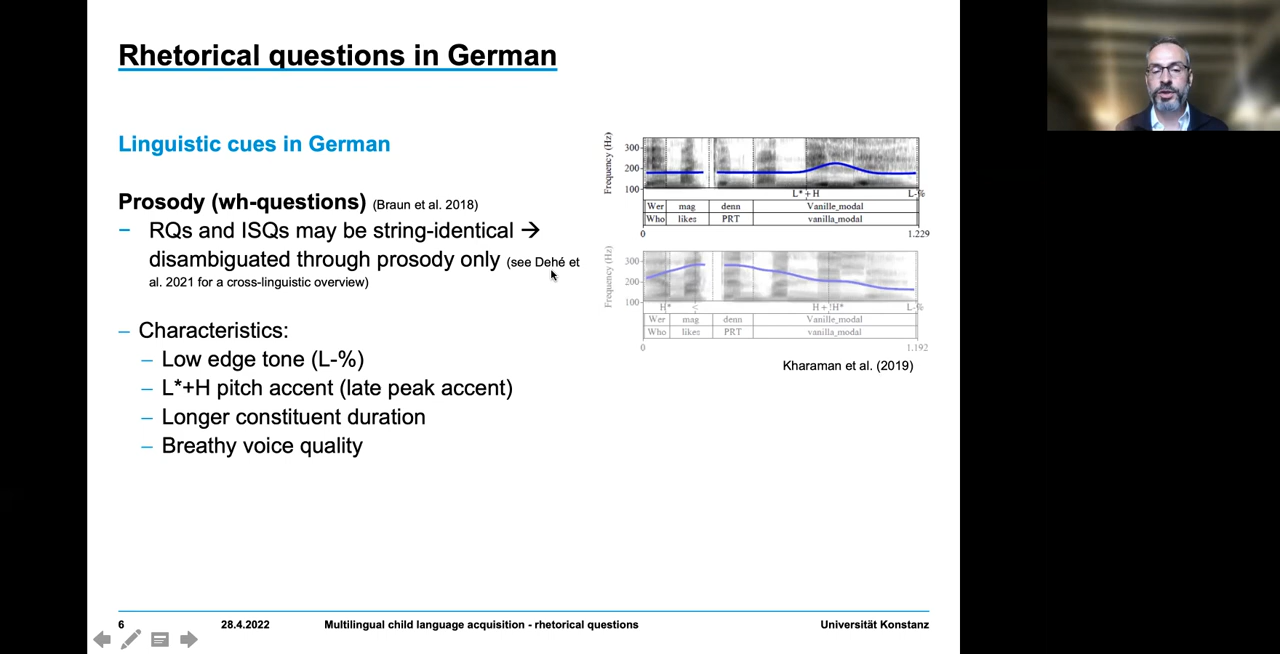 Rhetorical questions in German
Linguistic cues in German
Prosody (wh-questions) (Braun et al. 2018)
– RQs and ISQs may be string-identical →
disambiguated through prosody only (see Dehé et
al. 2021 for a cross-linguistic overview)
– Characteristics:
– Low edge tone (L-%)
– L*+H pitch accent (late peak accent)
– Longer constituent duration
– Breathy voice quality
Frequency (Hz)
300
200
100
L*+H L-%
Wer mag denn Vanille_modal
Who likes PRT vanilla_modal
0 1.229
Frequency (Hz)
300
200
100
H* < H+!H* L-%
Wer mag denn Vanille_modal
Who likes PRT vanilla_modal
0 1.192
Kharaman et al. (2019)
6 28.4.2022 Multilingual child language acquisition - rhetorical questions Universität Konstanz